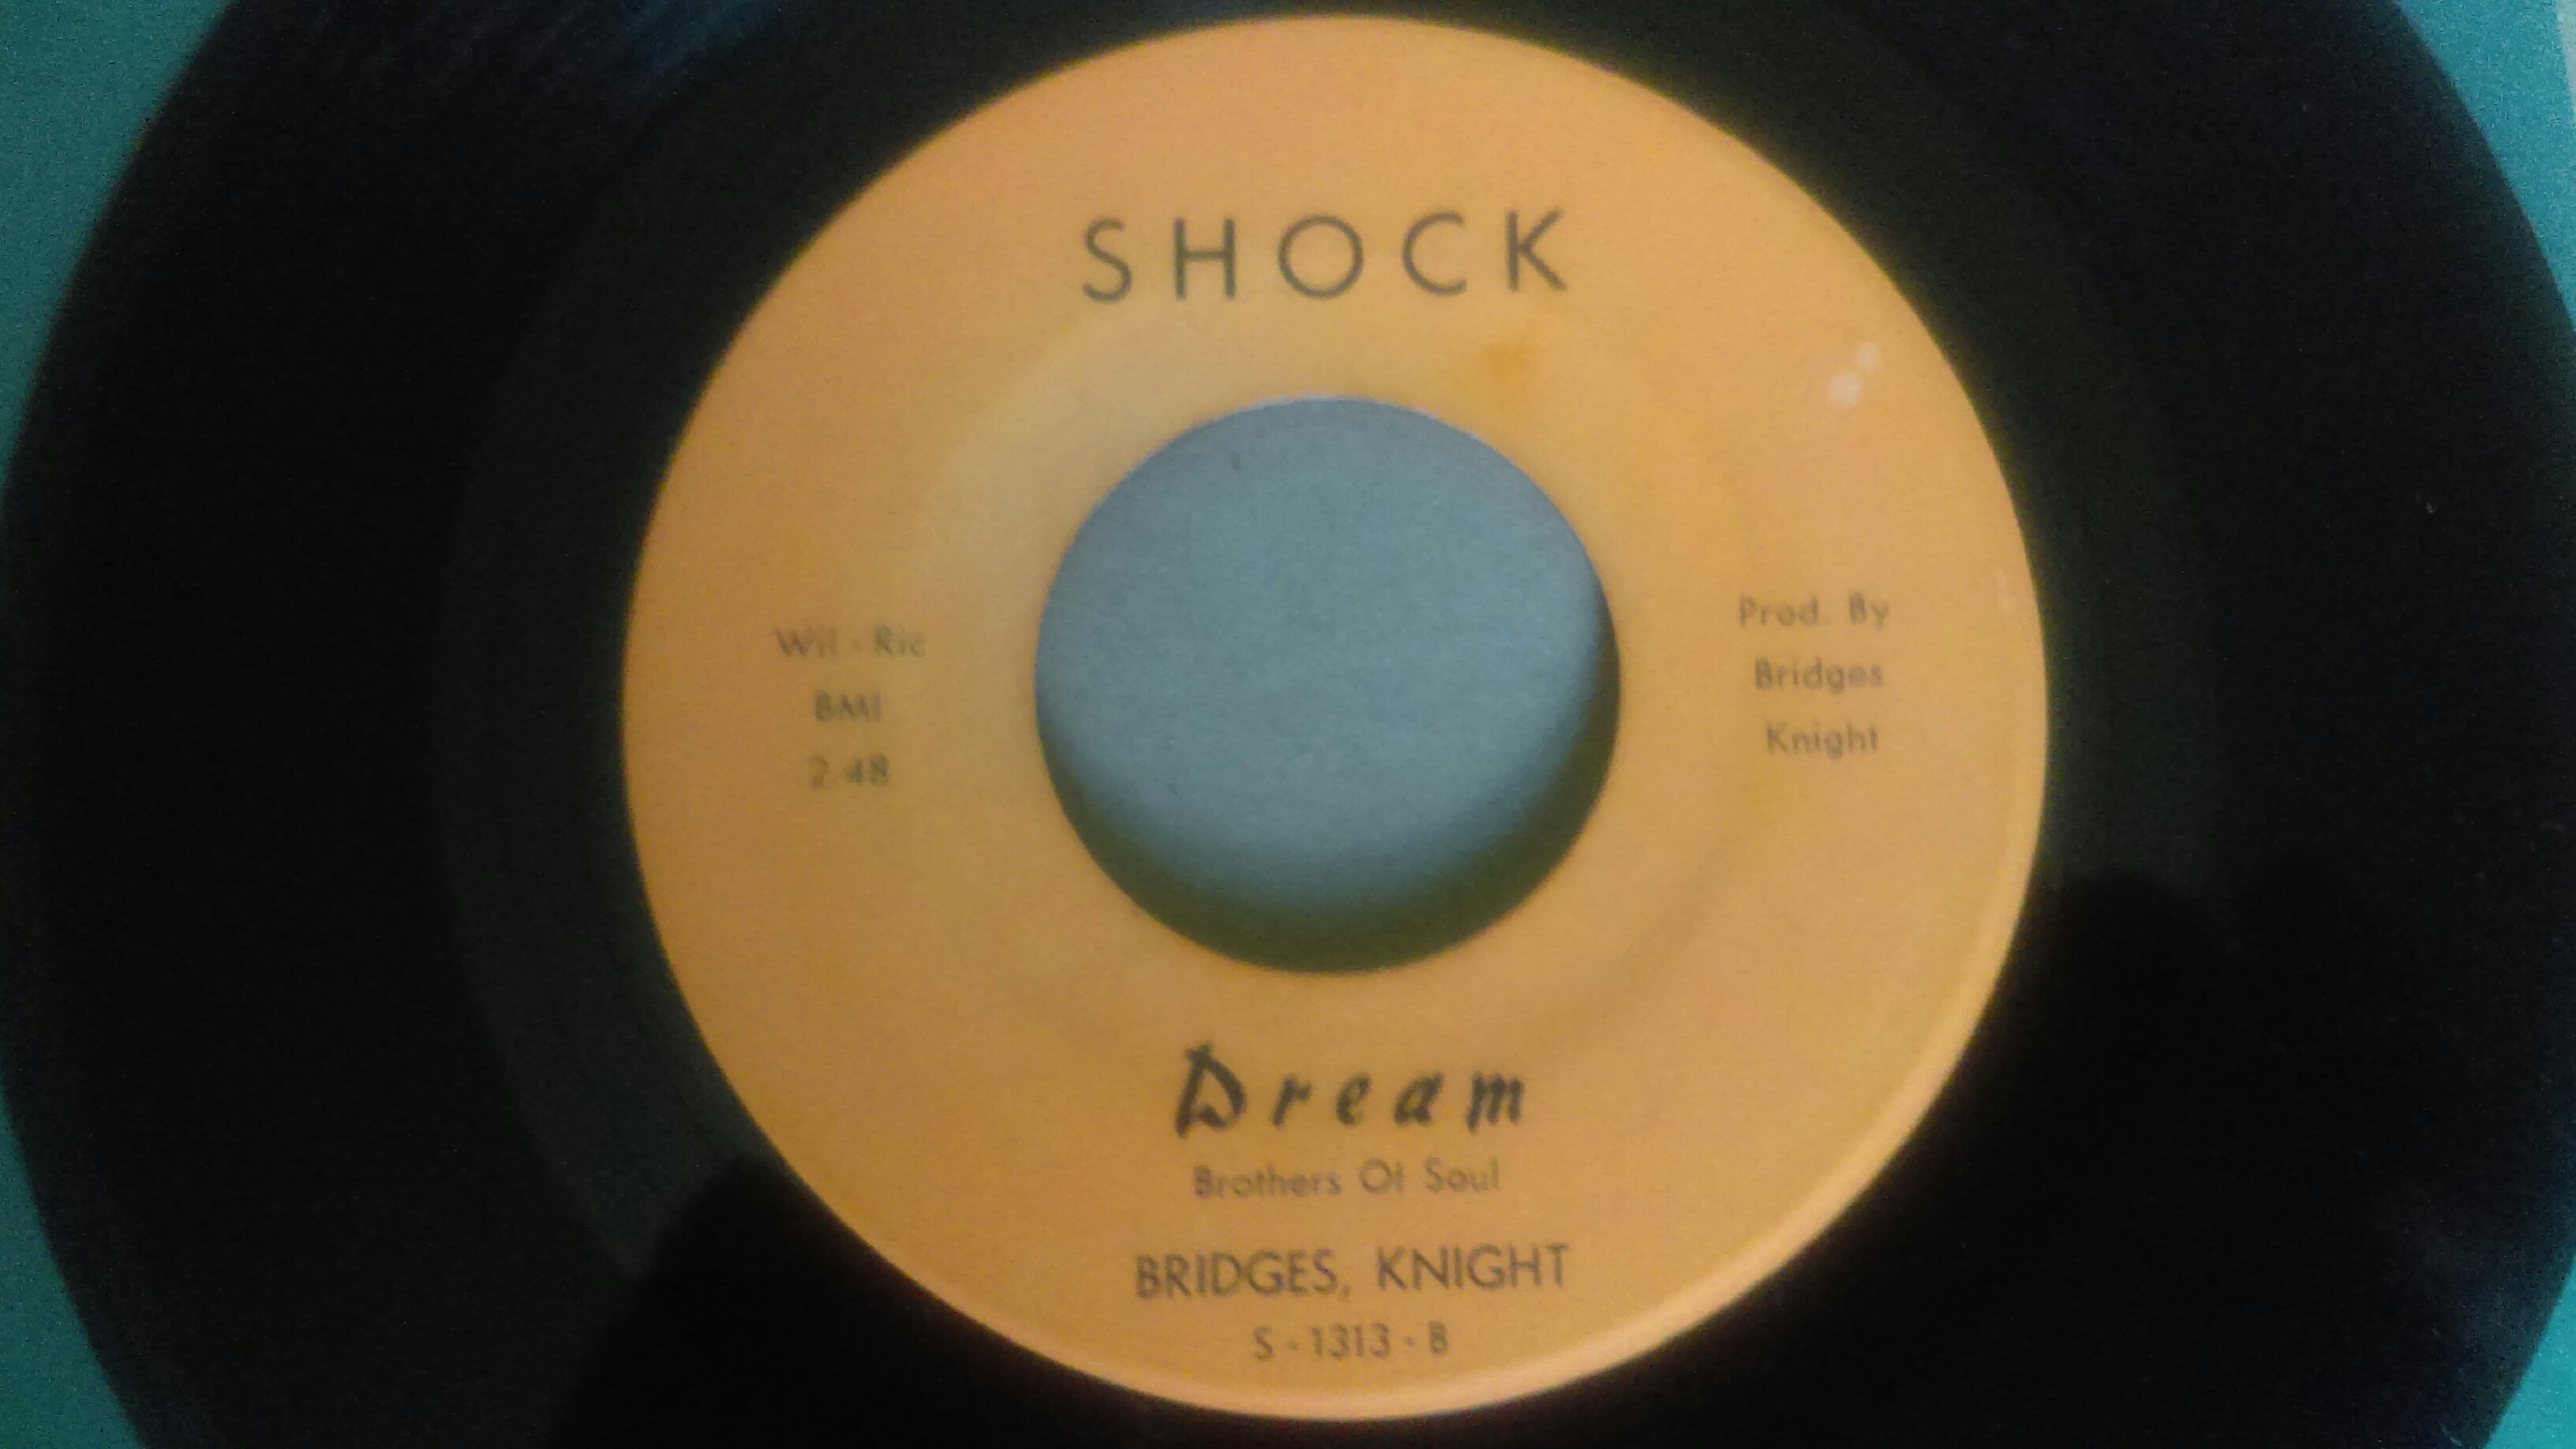 SHOCK
Wil - Ric
BMI
2:48
Prod. By
Bridges
Knight
Dream
Brothers Of Soul
BRIDGES, KNIGHT
S - 1313 - B